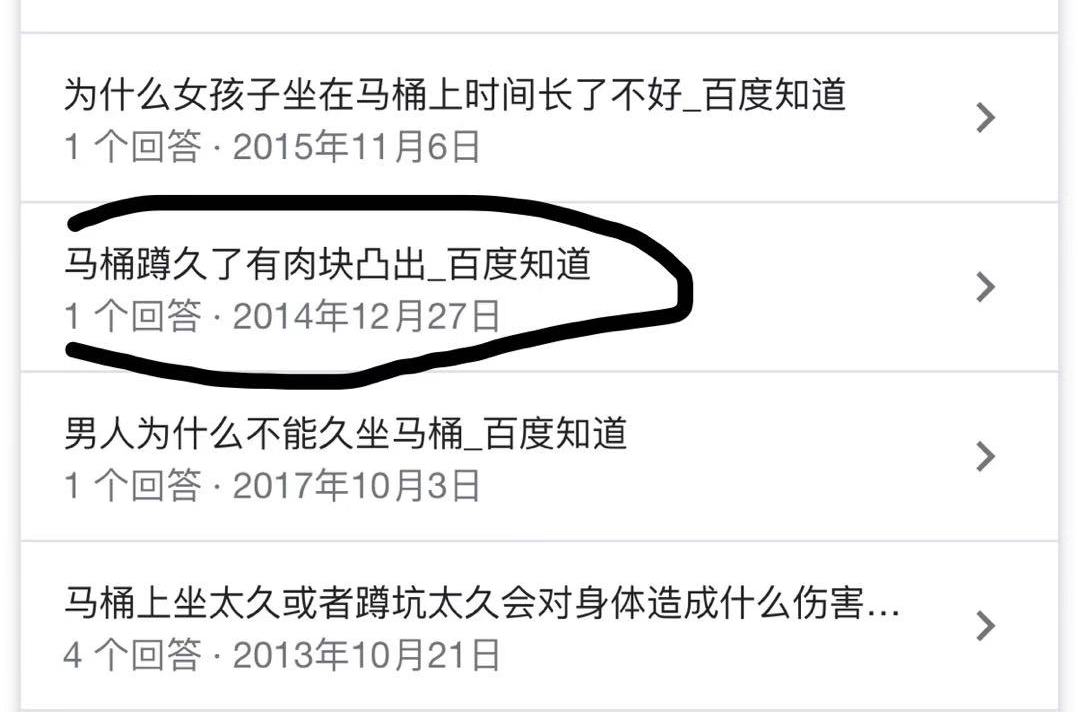 为什么女孩子坐在马桶上时间长了不好_百度知道
1 个回答 · 2015年11月6日
马桶蹲久了有肉块凸出_百度知道
1 个回答 · 2014年12月27日
男人为什么不能久坐马桶_百度知道
1 个回答 · 2017年10月3日
马桶上坐太久或者蹲坑太久会对身体造成什么伤害...
4 个回答 · 2013年10月21日